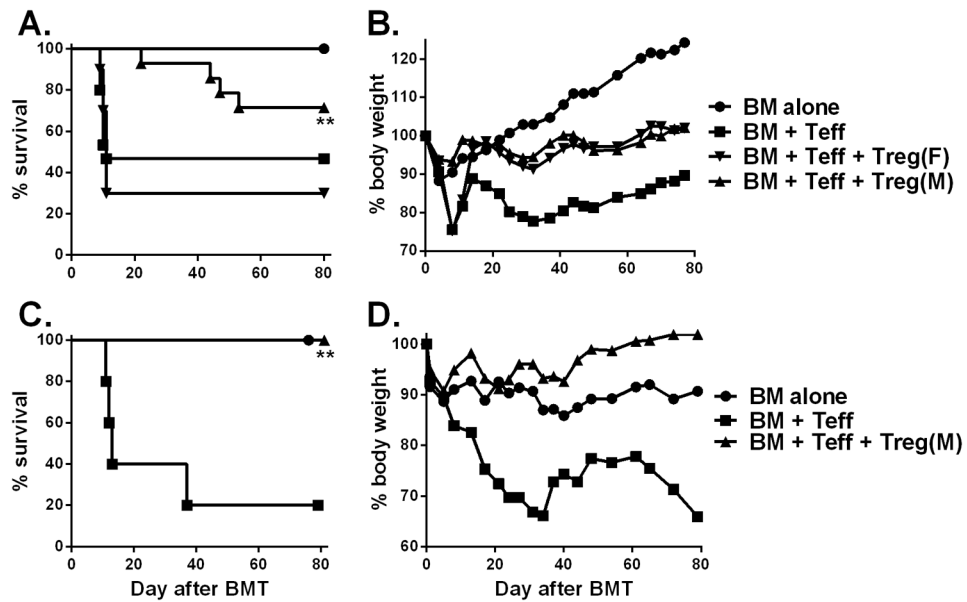 A.
% survival
100
80
60
40
20
0
**
0 20 40 60 80
B.
% body weight
120
110
100
90
80
70
0 20 40 60 80
BM alone
BM + Teff
BM + Teff + Treg(F)
BM + Teff + Treg(M)
C.
% survival
100
80
60
40
20
0
**
0 20 40 60 80
Day after BMT
D.
% body weight
100
90
80
70
60
0 20 40 60 80
Day after BMT
BM alone
BM + Teff
BM + Teff + Treg(M)